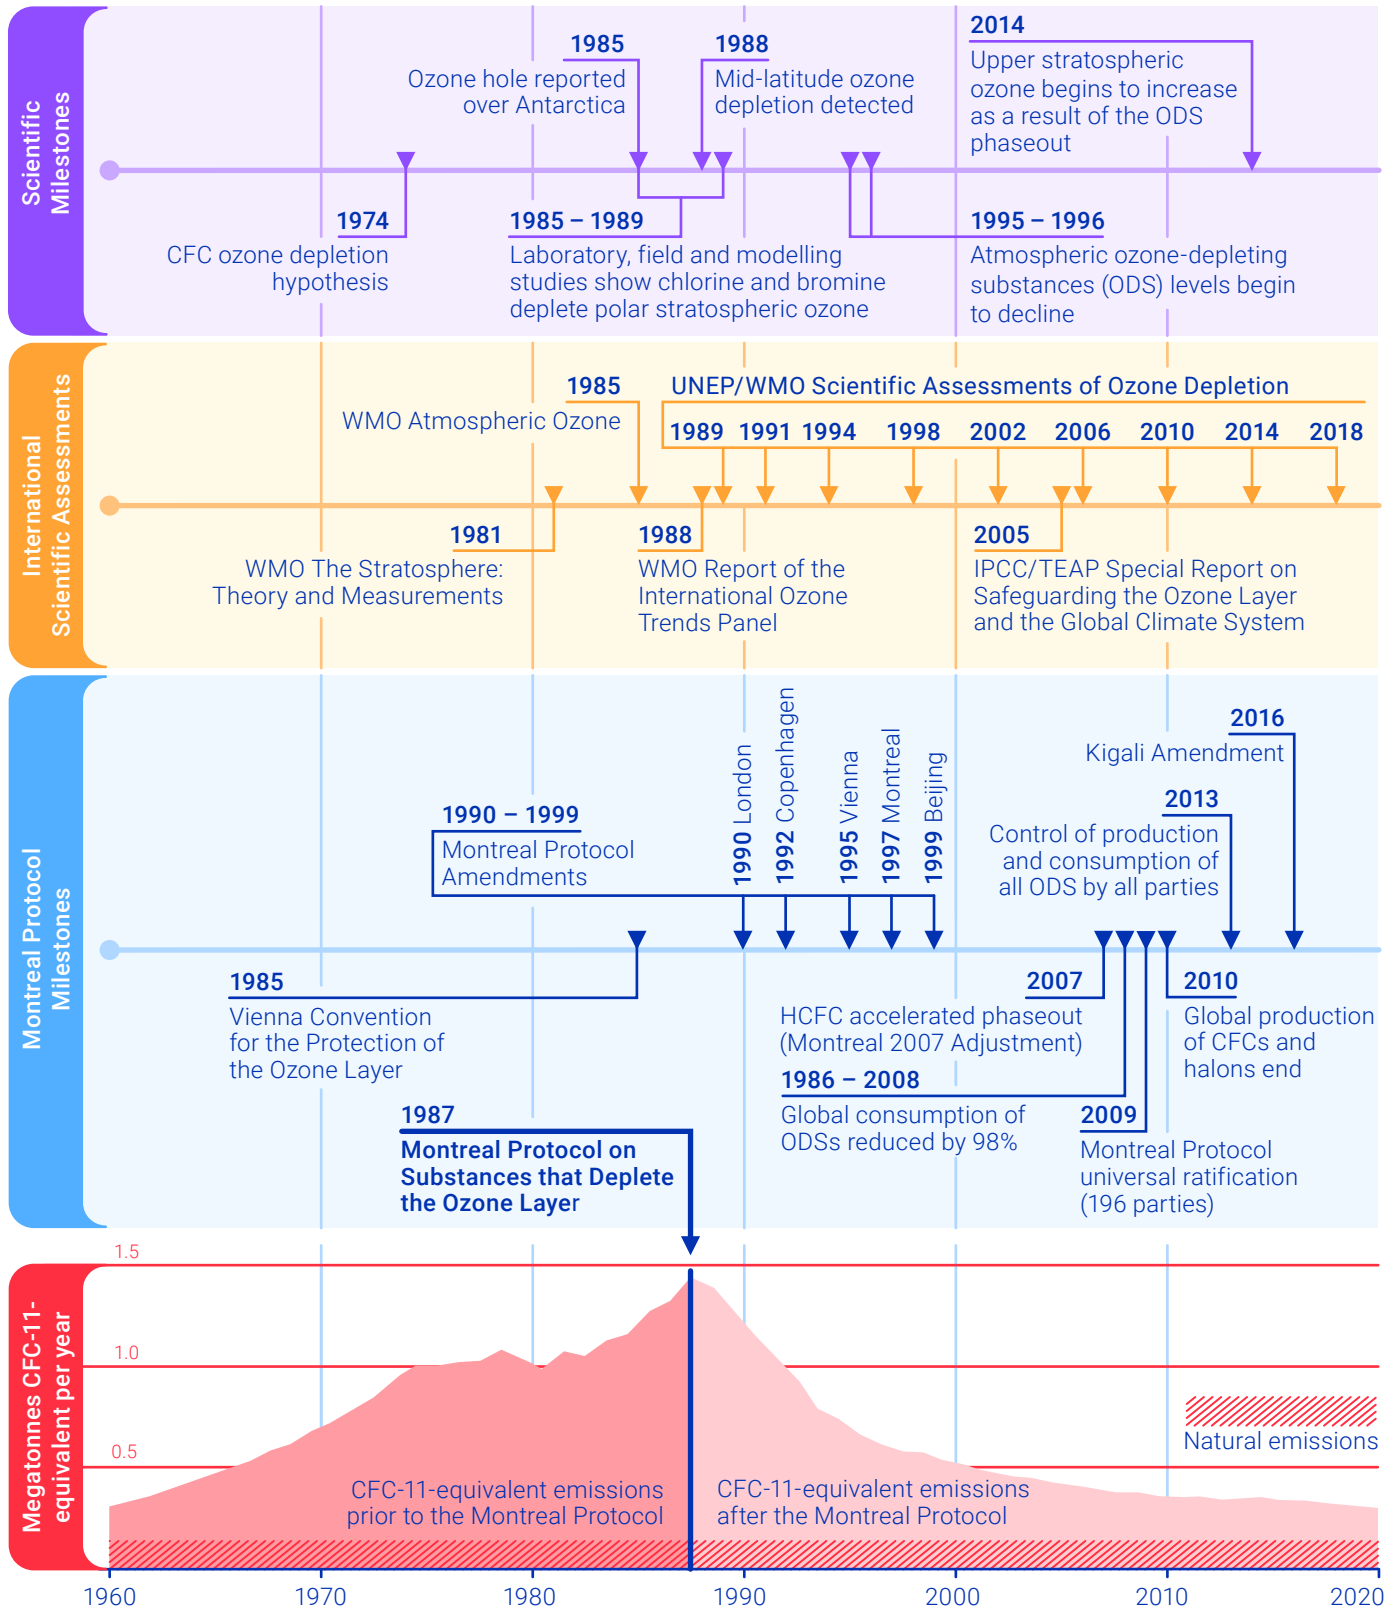 Scientific
Milestones
1985
Ozone hole reported
over Antarctica
1988
Mid-latitude ozone
depletion detected
2014
Upper stratospheric
ozone begins to increase
as a result of the ODS
phaseout
1974
CFC ozone depletion
hypothesis
1985 – 1989
Laboratory, field and modelling
studies show chlorine and bromine
deplete polar stratospheric ozone
1995 – 1996
Atmospheric ozone-depleting
substances (ODS) levels begin
to decline
International
Scientific Assessments
1985
WMO Atmospheric Ozone
UNEP/WMO Scientific Assessments of Ozone Depletion
1989 1991 1994 1998 2002 2006 2010 2014 2018
1981
WMO The Stratosphere:
Theory and Measurements
1988
WMO Report of the
International Ozone
Trends Panel
2005
IPCC/TEAP Special Report on
Safeguarding the Ozone Layer
and the Global Climate System
Montreal Protocol
Milestones
1990 – 1999
Montreal Protocol
Amendments
1990 London
1992 Copenhagen
1995 Vienna
1997 Montreal
1999 Beijing
2016
Kigali Amendment
2013
Control of production
and consumption of
all ODS by all parties
1985
Vienna Convention
for the Protection of
the Ozone Layer
2007
HCFC accelerated phaseout
(Montreal 2007 Adjustment)
2010
Global production
of CFCs and
halons end
1986 – 2008
Global consumption of
ODSs reduced by 98%
2009
Montreal Protocol
universal ratification
(196 parties)
1987
Montreal Protocol on
Substances that Deplete
the Ozone Layer
Megatonnes CFC-11-
equivalent per year
1.5
1.0
0.5
Natural emissions
CFC-11-equivalent emissions
prior to the Montreal Protocol
CFC-11-equivalent emissions
after the Montreal Protocol
1960 1970 1980 1990 2000 2010 2020